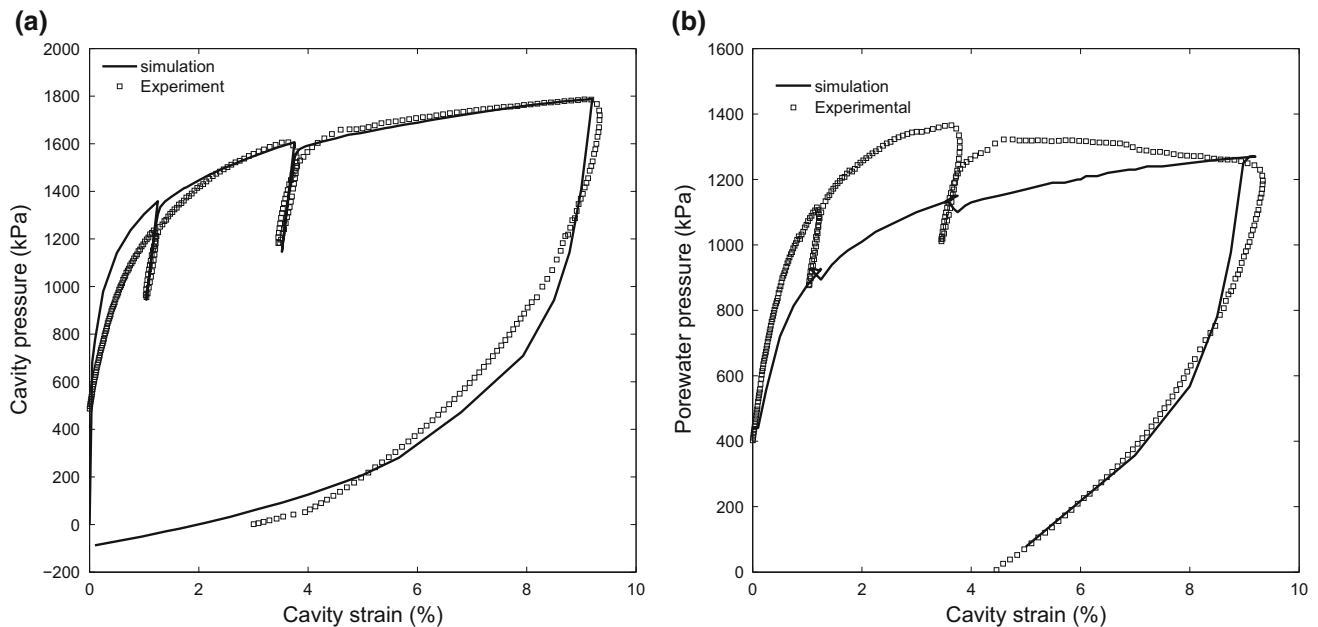 (a)
2000
1800
1600
1400
1200
1000
800
600
400
200
0
−200
Cavity pressure (kPa)
simulation
Experiment
0 2 4 6 8 10
Cavity strain (%)
(b)
1600
1400
1200
1000
800
600
400
200
0
Porewater pressure (kPa)
simulation
Experimental
0 2 4 6 8 10
Cavity strain (%)